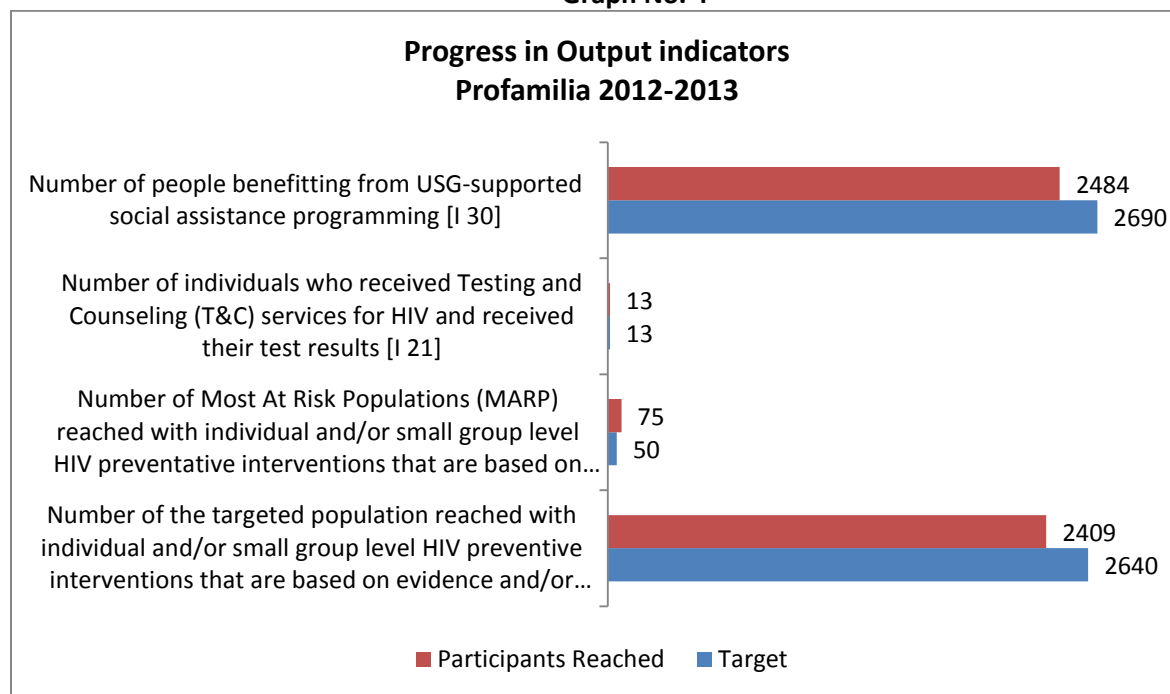 Progress in Output indicators
Profamilia 2012-2013
Number of people benefitting from USG-supported
social assistance programming [I 30]
2484
2690
Number of individuals who received Testing and
Counseling (T&C) services for HIV and received
their test results [I 21]
13
13
Number of Most At Risk Populations (MARP)
reached with individual and/or small group level
HIV preventative interventions that are based on…
75
50
Number of the targeted population reached with
individual and/or small group level HIV preventive
interventions that are based on evidence and/or…
2409
2640
Participants Reached Target